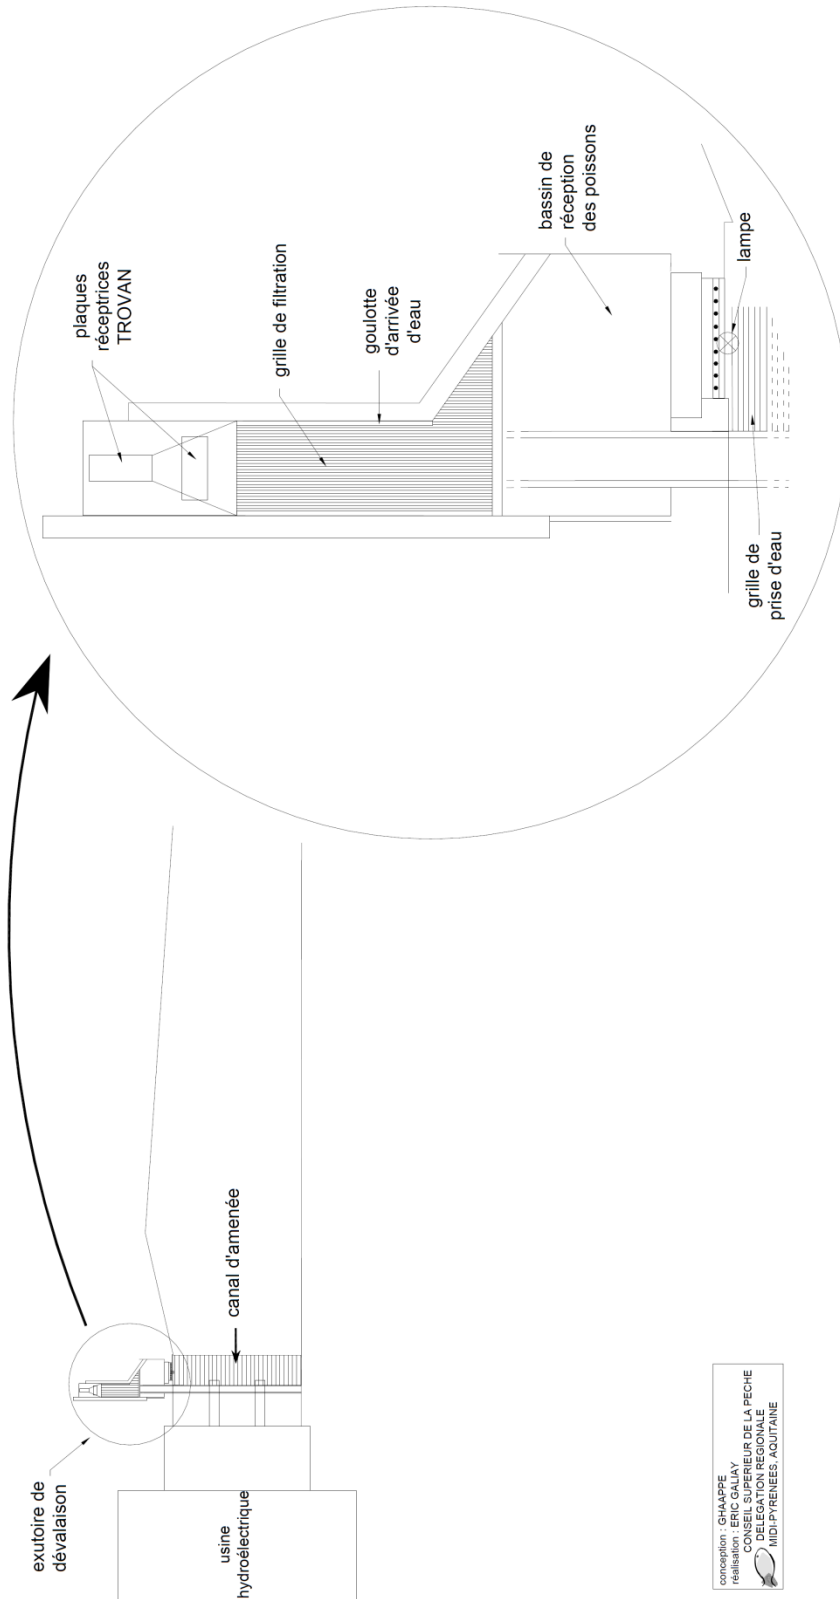 exutoire de
dévalaison
usine
hydroélectrique
canal d'amenée
plaques
réceptrices
TROVAN
grille de filtration
goulotte
d'arrivée
d'eau
bassin de
réception
des poissons
lampe
grille de
prise d'eau
conception : GHAAPPE
réalisation : ERIC GALIAY
CONSEIL SUPERIEUR DE LA PECHE
DELEGATION REGIONALE
MIDI-PYRENEES, AQUITAINE